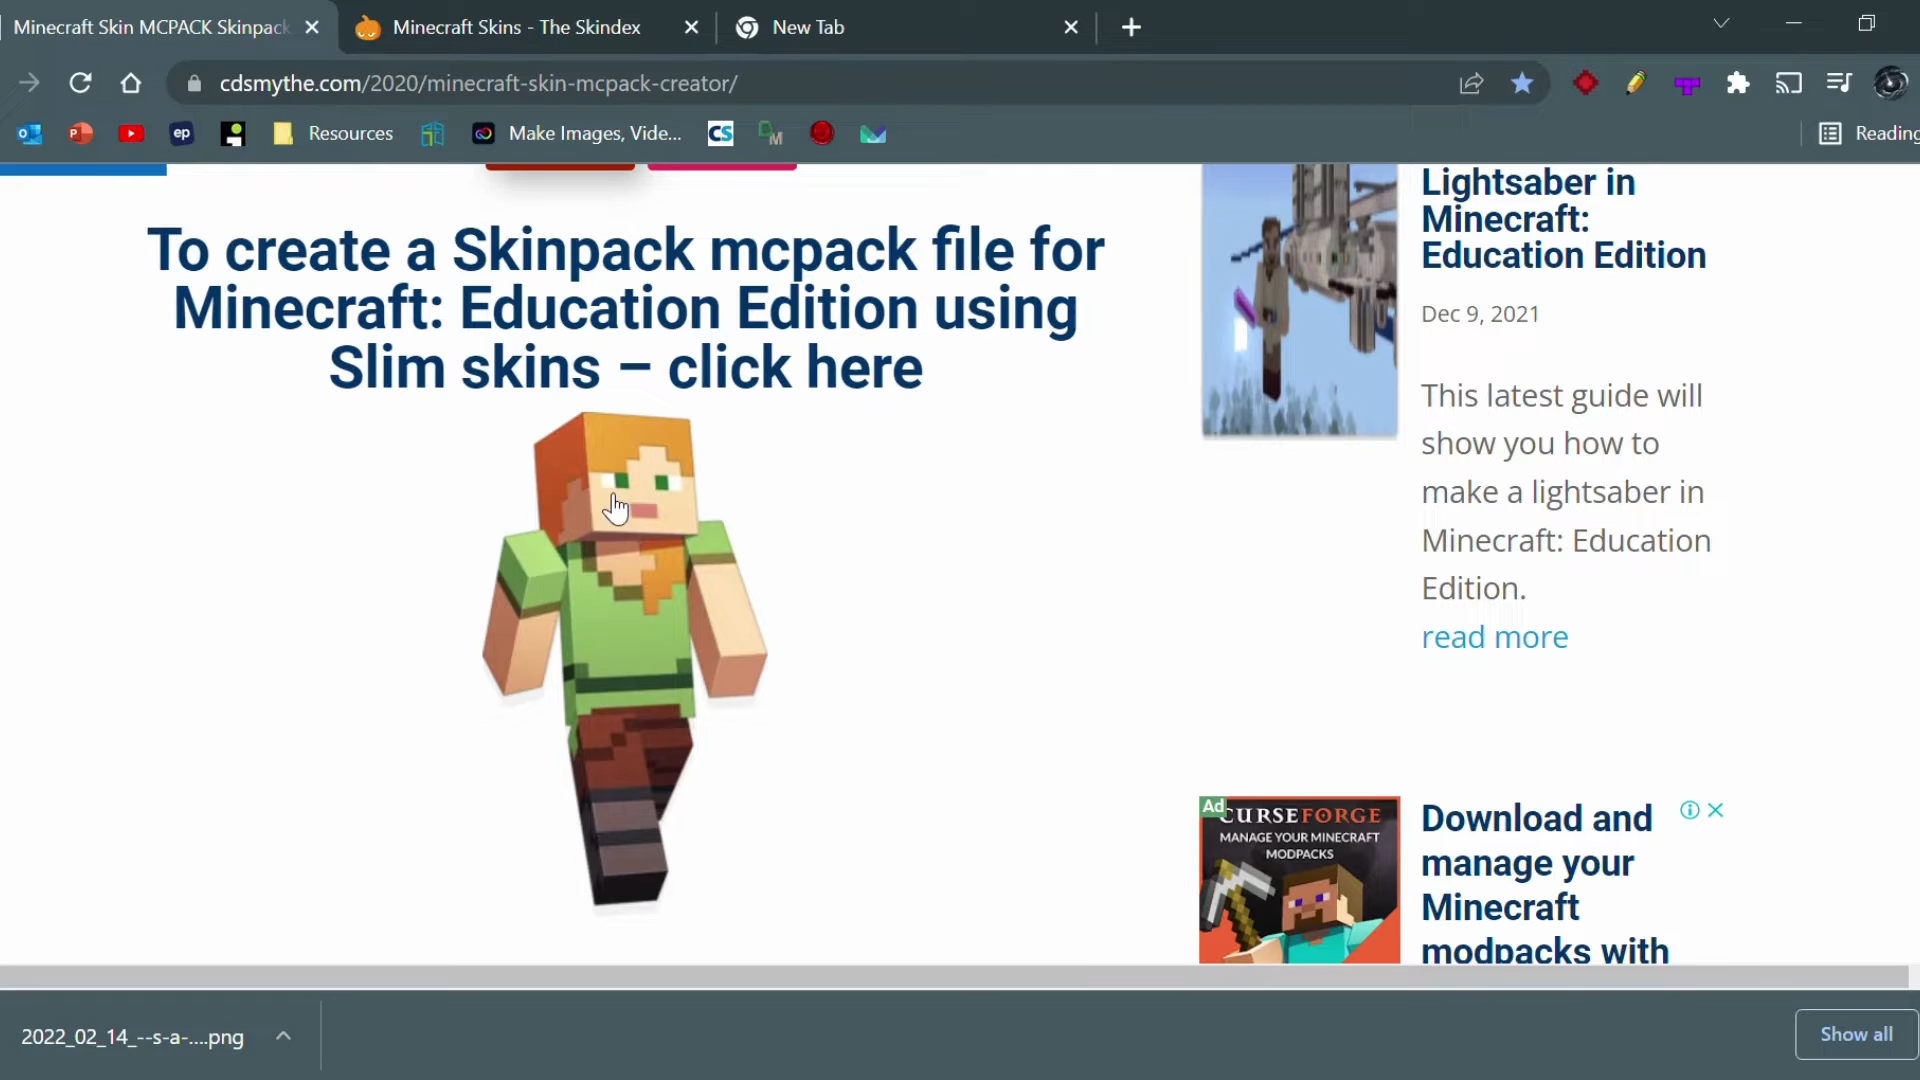 Minecraft Skin MCPACK Skinpack
Minecraft Skins - The Skindex
New Tab
cdsmythe.com/2020/minecraft-skin-mcpack-creator/
ep
Resources
Make Images, Vide...
CS
DM
Reading
To create a Skinpack mcpack file for
Minecraft: Education Edition using
Slim skins – click here
Lightsaber in
Minecraft:
Education Edition
Dec 9, 2021
This latest guide will
show you how to
make a lightsaber in
Minecraft: Education
Edition.
read more
Ad
CURSEFORGE
MANAGE YOUR MINECRAFT
MODPACKS
Download and
manage your
Minecraft
modpacks with
2022_02_14_--s-a-....png
Show all